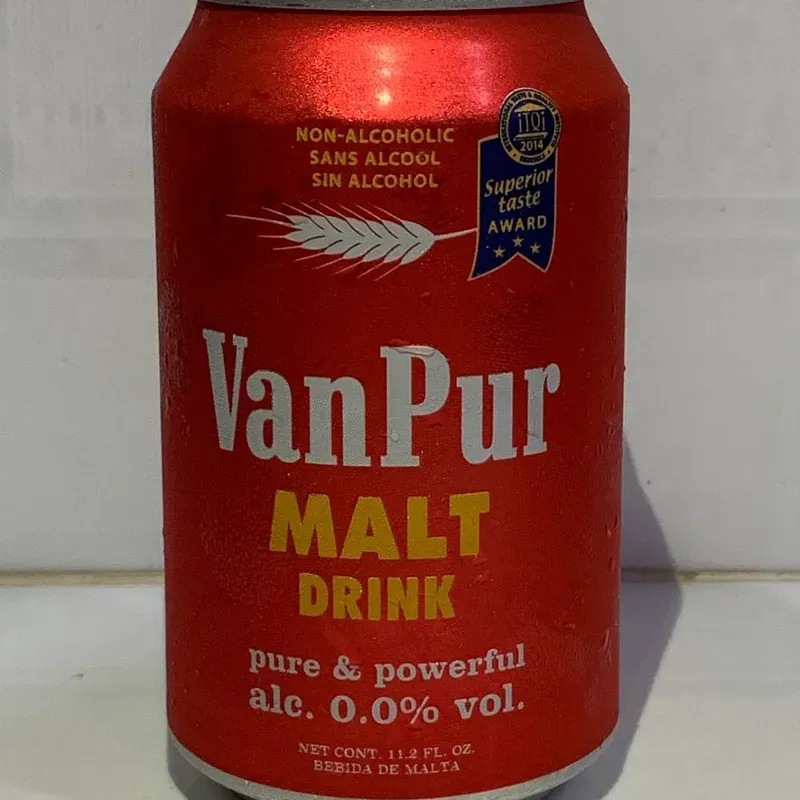 NON-ALCOHOLIC
SANS ALCOOL
SIN ALCOHOL
iTQi
2014
Superior
taste
AWARD
VanPur
MALT
DRINK
pure & powerful
alc. 0.0% vol.
NET CONT. 11.2 FL. OZ.
BEBIDA DE MALTA